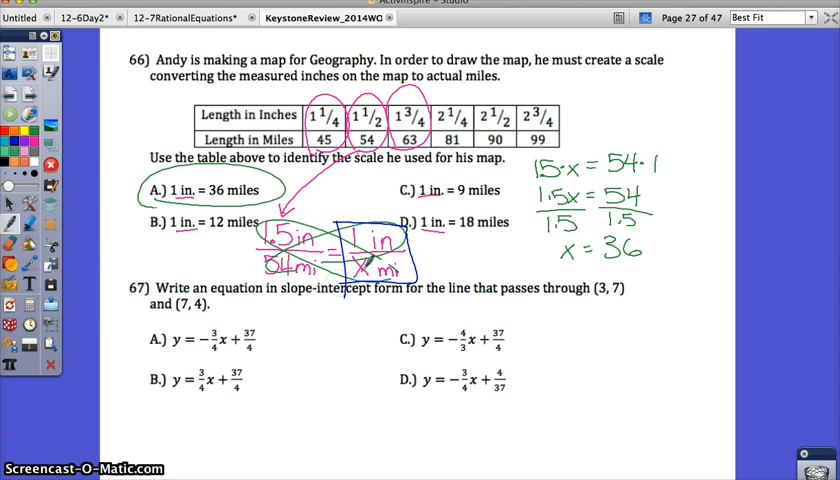 ActivInspire - Studio
Untitled 12-6Day2* 12-7RationalEquations* KeystoneReview_2014WO Page 27 of 47 Best Fit
66) Andy is making a map for Geography. In order to draw the map, he must create a scale
converting the measured inches on the map to actual miles.
Length in Inches 1 1/4 1 1/2 1 3/4 2 1/4 2 1/2 2 3/4
Length in Miles 45 54 63 81 90 99
Use the table above to identify the scale he used for his map.
A.) 1 in. = 36 miles C.) 1 in. = 9 miles
B.) 1 in. = 12 miles D.) 1 in. = 18 miles
1.5in = 1 in
54mi x mi
15·x = 54·1
1.5x = 54
1.5 1.5
x = 36
67) Write an equation in slope-intercept form for the line that passes through (3, 7)
and (7, 4).
A.) y = −3/4x + 37/4 C.) y = −4/3x + 37/4
B.) y = 3/4x + 37/4 D.) y = −3/4x + 4/37
Screencast-O-Matic.com